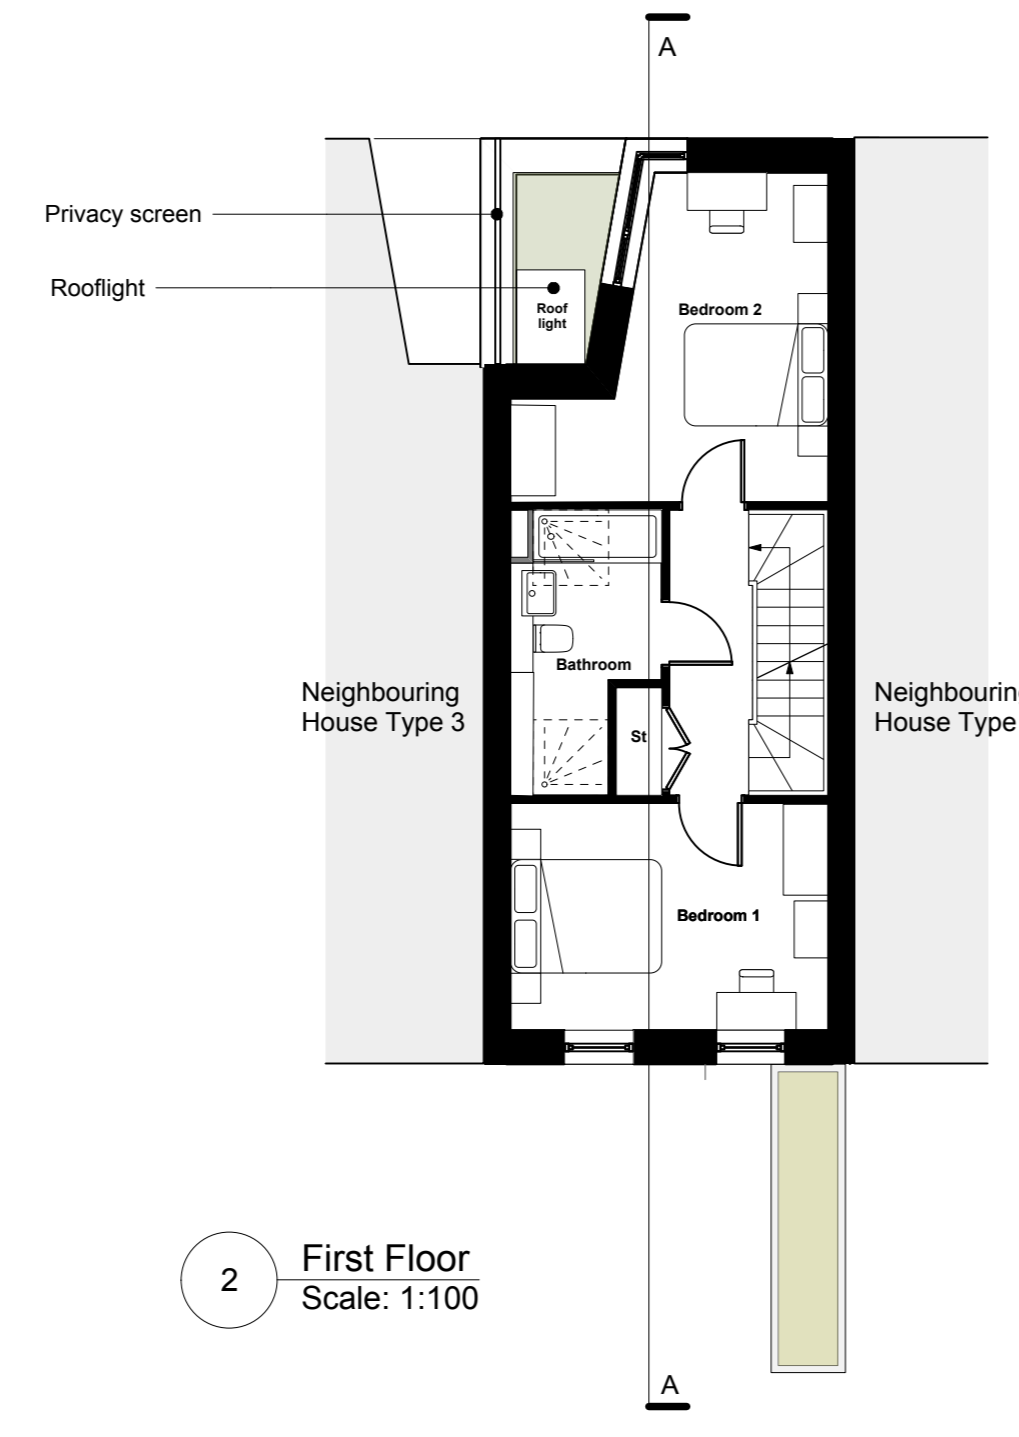 A
Privacy screen
Rooflight
Roof
light
Bedroom 2
Bathroom
Neighbouring
House Type 3
St
Neighbourin
House Type
Bedroom 1
2
First Floor
Scale: 1:100
A